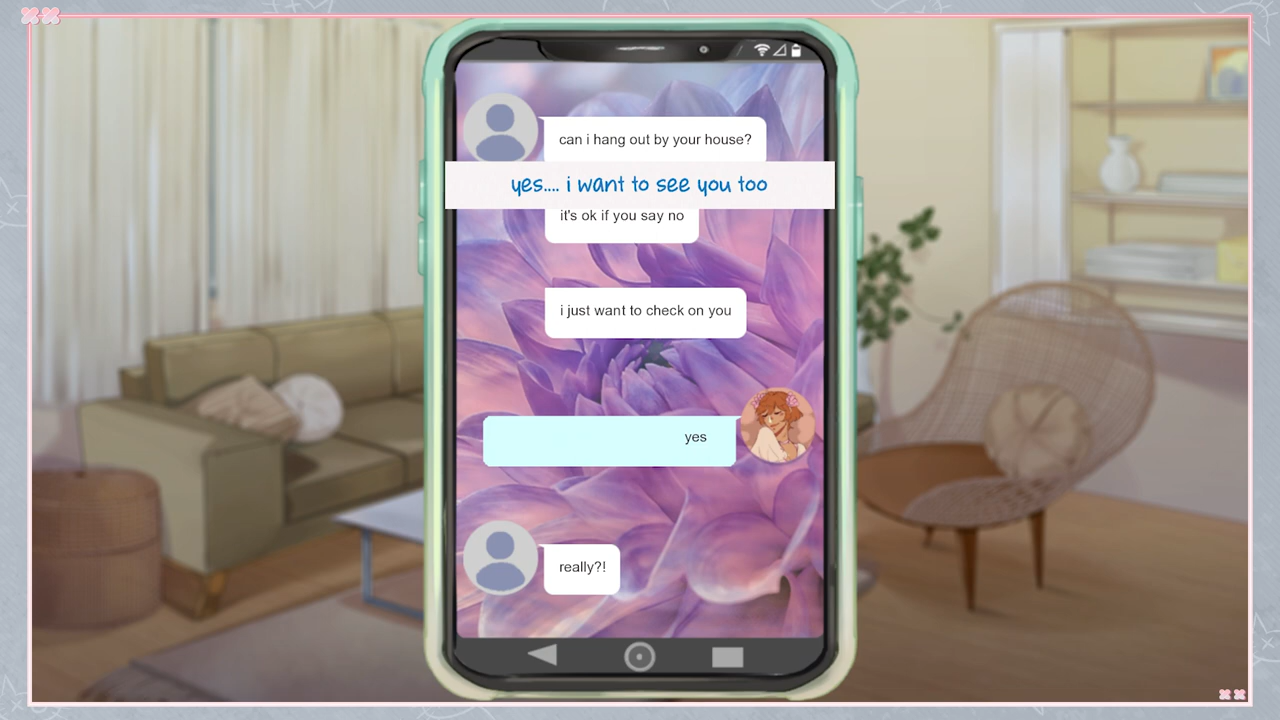 can i hang out by your house?
yes.... i want to see you too
it's ok if you say no
i just want to check on you
yes
really?!